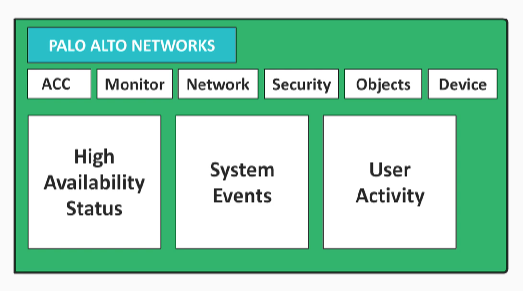 PALO ALTO NETWORKS
ACC Monitor Network Security Objects Device
High
Availability
Status
System
Events
User
Activity